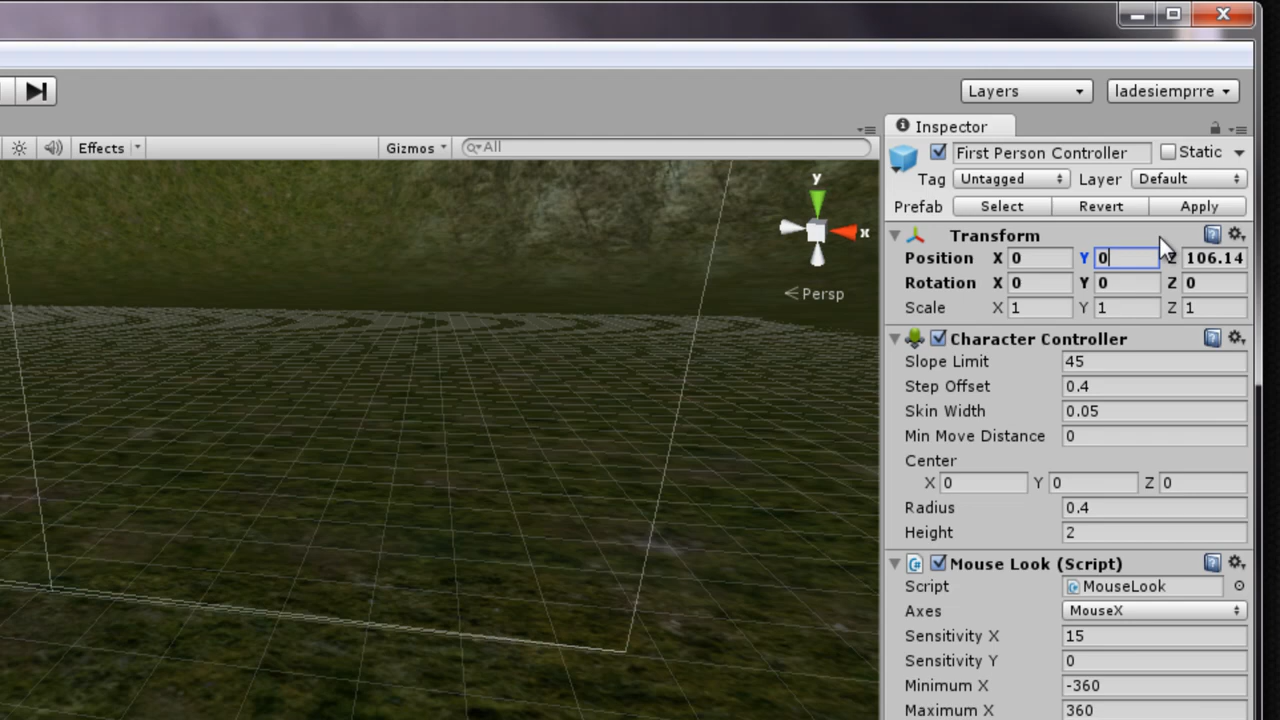 Layers ladesiemprre
Inspector
Effects Gizmos All
First Person Controller Static
Tag Untagged Layer Default
Prefab Select Revert Apply
y
x
Persp
Transform
Position X 0 Y 0 Z 106.14
Rotation X 0 Y 0 Z 0
Scale X 1 Y 1 Z 1
Character Controller
Slope Limit 45
Step Offset 0.4
Skin Width 0.05
Min Move Distance 0
Center
X 0 Y 0 Z 0
Radius 0.4
Height 2
Mouse Look (Script)
Script MouseLook
Axes MouseX
Sensitivity X 15
Sensitivity Y 0
Minimum X -360
Maximum X 360